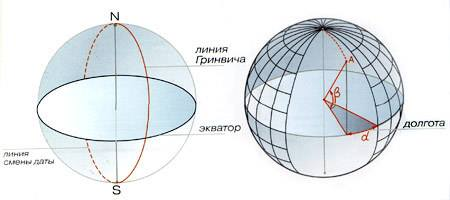 N
линия
Гринвича
экватор
линия
смены даты
S
A
β
долгота
α